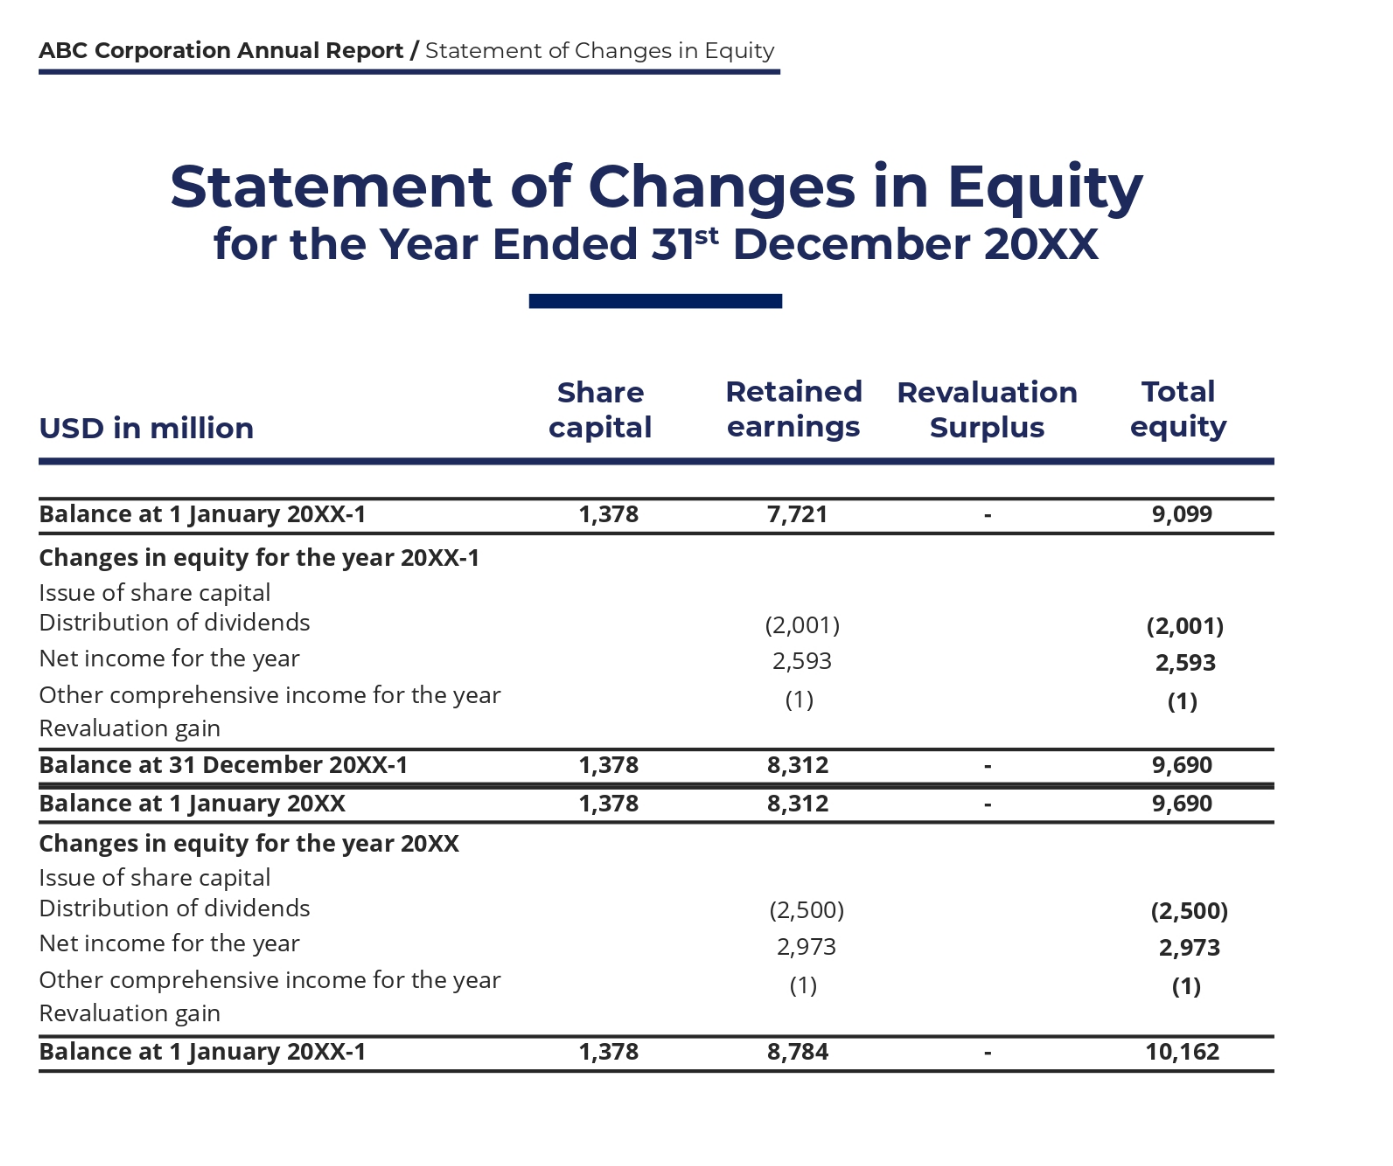 ABC Corporation Annual Report / Statement of Changes in Equity
Statement of Changes in Equity
for the Year Ended 31st December 20XX
USD in million Share capital Retained earnings Revaluation Surplus Total equity
Balance at 1 January 20XX-1 1,378 7,721 - 9,099
Changes in equity for the year 20XX-1
Issue of share capital
Distribution of dividends (2,001) (2,001)
Net income for the year 2,593 2,593
Other comprehensive income for the year (1) (1)
Revaluation gain
Balance at 31 December 20XX-1 1,378 8,312 - 9,690
Balance at 1 January 20XX 1,378 8,312 - 9,690
Changes in equity for the year 20XX
Issue of share capital
Distribution of dividends (2,500) (2,500)
Net income for the year 2,973 2,973
Other comprehensive income for the year (1) (1)
Revaluation gain
Balance at 1 January 20XX-1 1,378 8,784 - 10,162